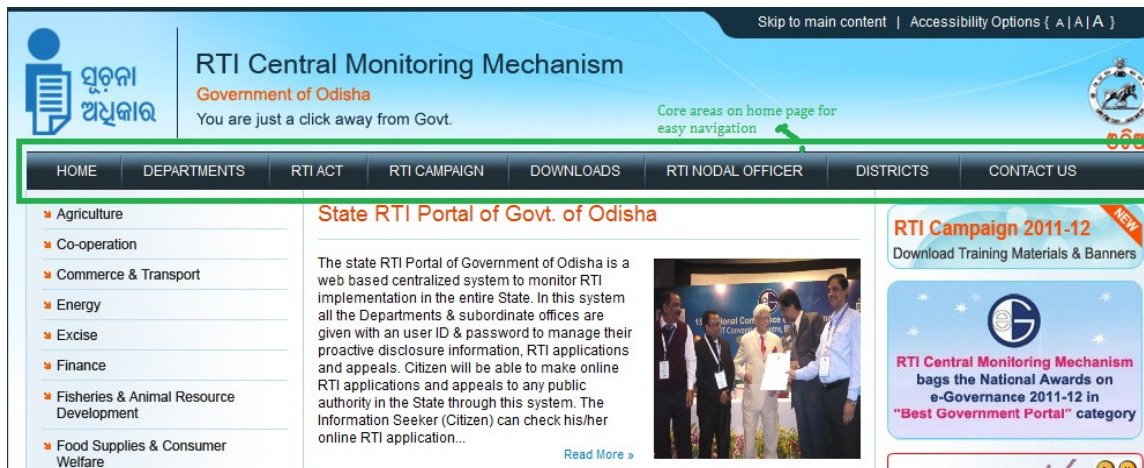 Skip to main content | Accessibility Options { A | A | A }
ସୂଚନା
ଅଧିକାର
RTI Central Monitoring Mechanism
Government of Odisha
You are just a click away from Govt.
Core areas on home page for
easy navigation
HOME DEPARTMENTS RTI ACT RTI CAMPAIGN DOWNLOADS RTI NODAL OFFICER DISTRICTS CONTACT US
Agriculture
Co-operation
Commerce & Transport
Energy
Excise
Finance
Fisheries & Animal Resource
Development
Food Supplies & Consumer
Welfare
State RTI Portal of Govt. of Odisha
The state RTI Portal of Government of Odisha is a
web based centralized system to monitor RTI
implementation in the entire State. In this system
all the Departments & subordinate offices are
given with an user ID & password to manage their
proactive disclosure information, RTI applications
and appeals. Citizen will be able to make online
RTI applications and appeals to any public
authority in the State through this system. The
Information Seeker (Citizen) can check his/her
online RTI application...
Read More »
RTI Campaign 2011-12
NEW
Download Training Materials & Banners
eG
RTI Central Monitoring Mechanism
bags the National Awards on
e-Governance 2011-12 in
"Best Government Portal" category